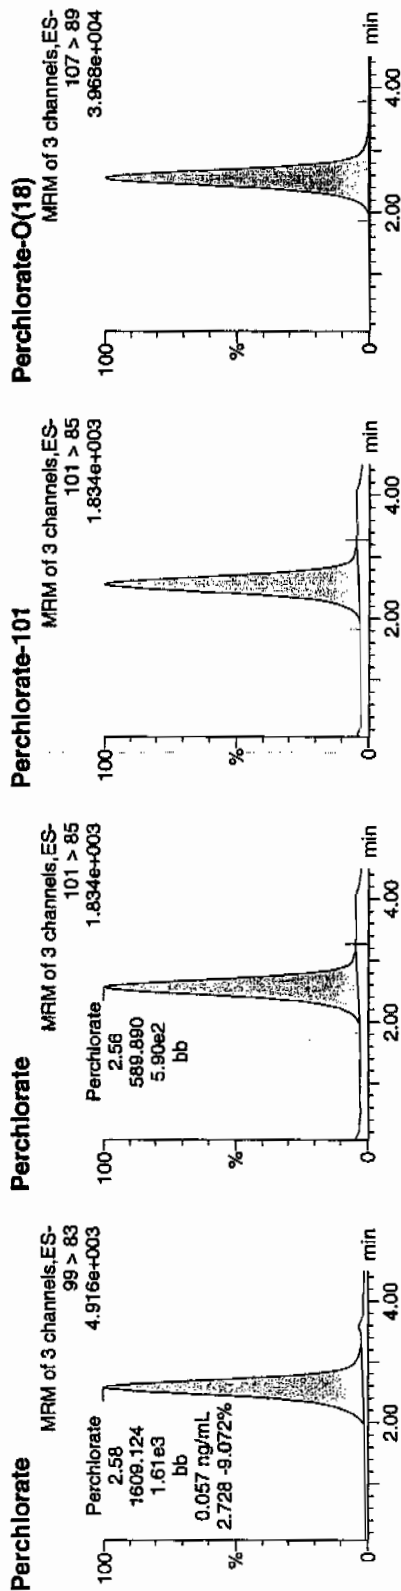 Perchlorate
MRM of 3 channels,ES-
99 > 83
4.916e+003
100
Perchlorate
2.58
1609.124
1.61e3
bb
0.057 ng/mL
2.728 -9.072%
%
0
2.00
4.00
min
Perchlorate
MRM of 3 channels,ES-
101 > 85
1.834e+003
100
Perchlorate
2.56
589.890
5.90e2
bb
%
0
2.00
4.00
min
Perchlorate-101
MRM of 3 channels,ES-
101 > 85
1.834e+003
100
%
0
2.00
4.00
min
Perchlorate-O(18)
MRM of 3 channels,ES-
107 > 89
3.968e+004
100
%
0
2.00
4.00
min